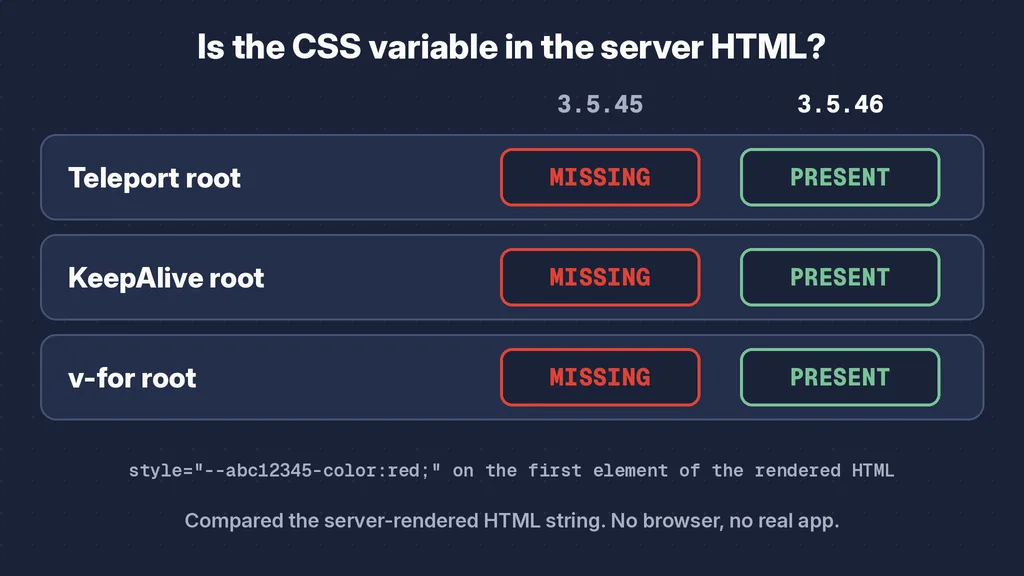 Is the CSS variable in the server HTML?
3.5.45 3.5.46
Teleport root MISSING PRESENT
KeepAlive root MISSING PRESENT
v-for root MISSING PRESENT
style="--abc12345-color:red;" on the first element of the rendered HTML
Compared the server-rendered HTML string. No browser, no real app.